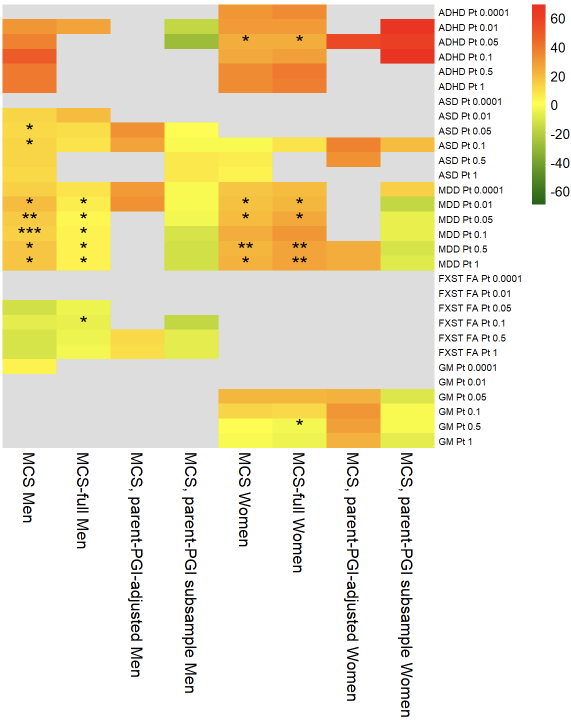 ADHD Pt 0.0001
ADHD Pt 0.01
ADHD Pt 0.05
* * *
ADHD Pt 0.1
ADHD Pt 0.5
ADHD Pt 1
ASD Pt 0.0001
ASD Pt 0.01
* ASD Pt 0.05
* ASD Pt 0.1
ASD Pt 0.5
ASD Pt 1
MDD Pt 0.0001
* * * * MDD Pt 0.01
** * * * MDD Pt 0.05
*** * MDD Pt 0.1
* * ** ** MDD Pt 0.5
* * * ** MDD Pt 1
FXST FA Pt 0.0001
FXST FA Pt 0.01
FXST FA Pt 0.05
* FXST FA Pt 0.1
FXST FA Pt 0.5
FXST FA Pt 1
GM Pt 0.0001
GM Pt 0.01
GM Pt 0.05
GM Pt 0.1
* GM Pt 0.5
GM Pt 1
60
40
20
0
-20
-40
-60
MCS Men
MCS-full Men
MCS, parent-PGI-adjusted Men
MCS, parent-PGI subsample Men
MCS Women
MCS-full Women
MCS, parent-PGI-adjusted Women
MCS, parent-PGI subsample Women